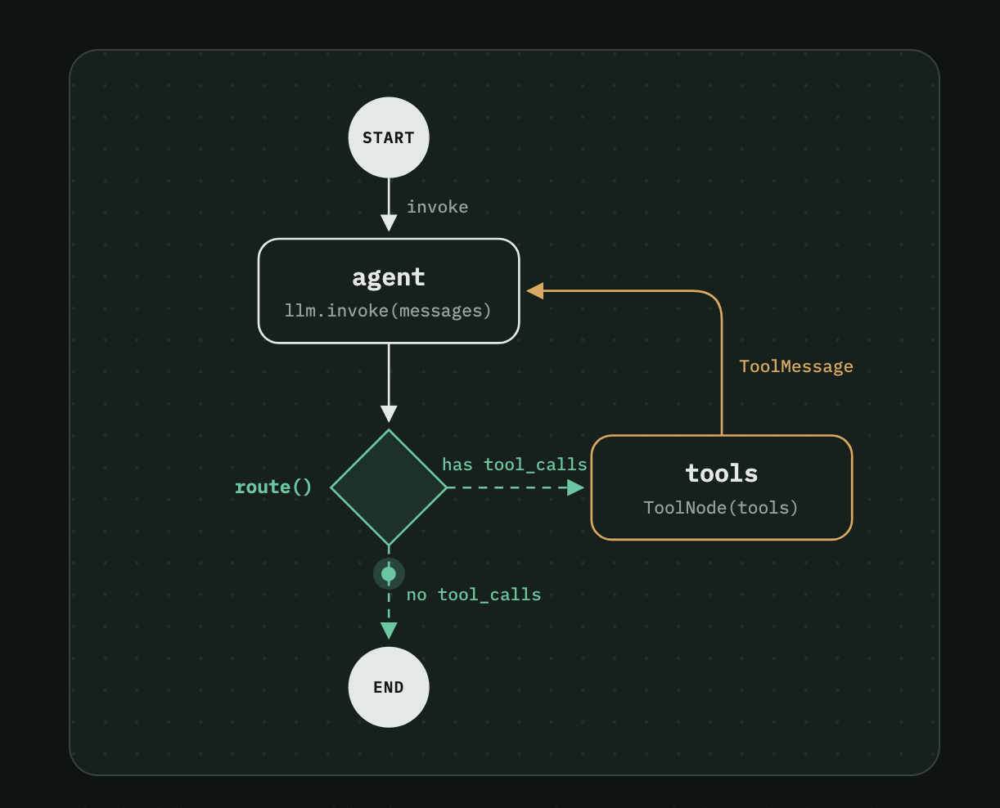 START
invoke
agent
llm.invoke(messages)
ToolMessage
has tool_calls
route()
tools
ToolNode(tools)
no tool_calls
END